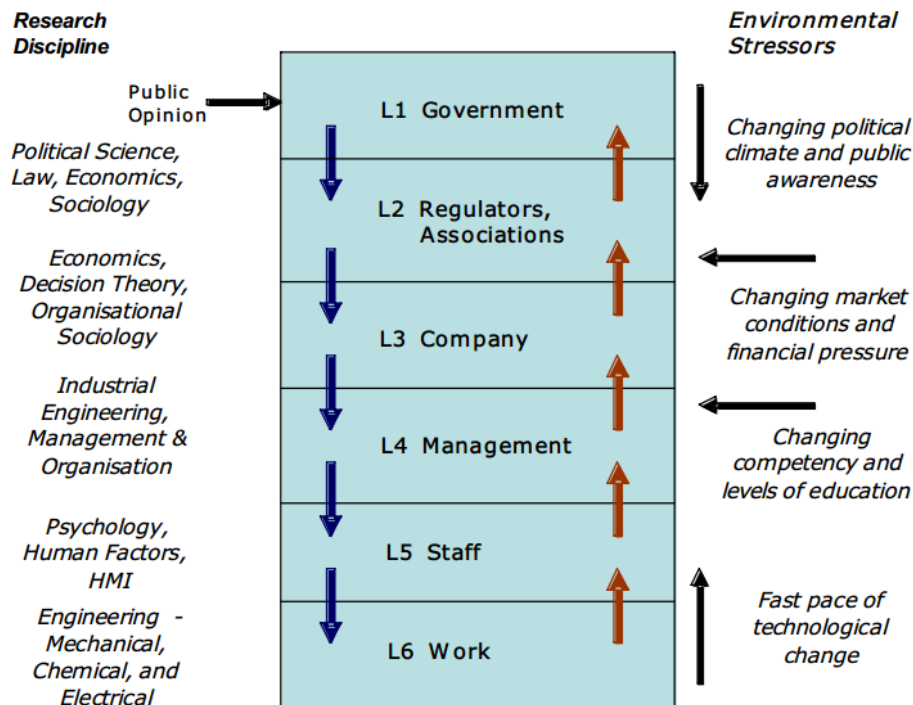 Research
Discipline
Environmental
Stressors
Public
Opinion
L1 Government
Changing political
climate and public
awareness
Political Science,
Law, Economics,
Sociology
L2 Regulators,
Associations
Economics,
Decision Theory,
Organisational
Sociology
Changing market
conditions and
financial pressure
L3 Company
Industrial
Engineering,
Management &
Organisation
L4 Management
Changing
competency and
levels of education
Psychology,
Human Factors,
HMI
L5 Staff
Engineering -
Mechanical,
Chemical, and
Electrical
L6 Work
Fast pace of
technological
change